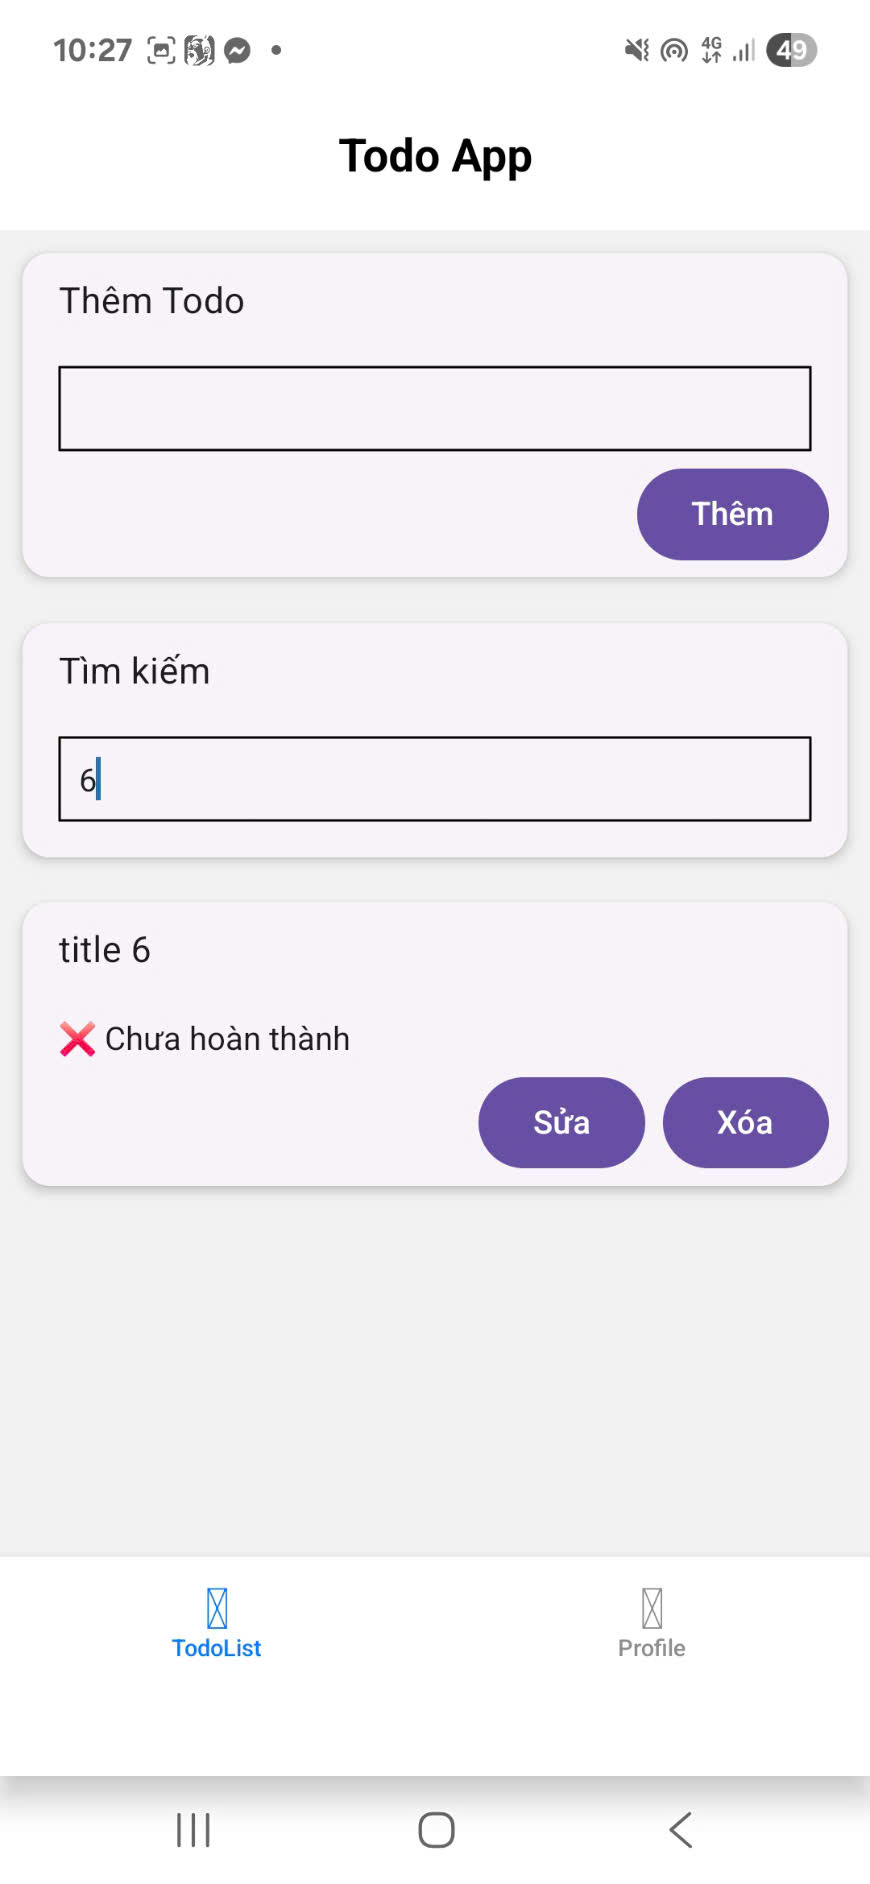 10:27
4G
49
Todo App
Thêm Todo
Thêm
Tìm kiếm
6
title 6
❌ Chưa hoàn thành
Sửa
Xóa
TodoList
Profile